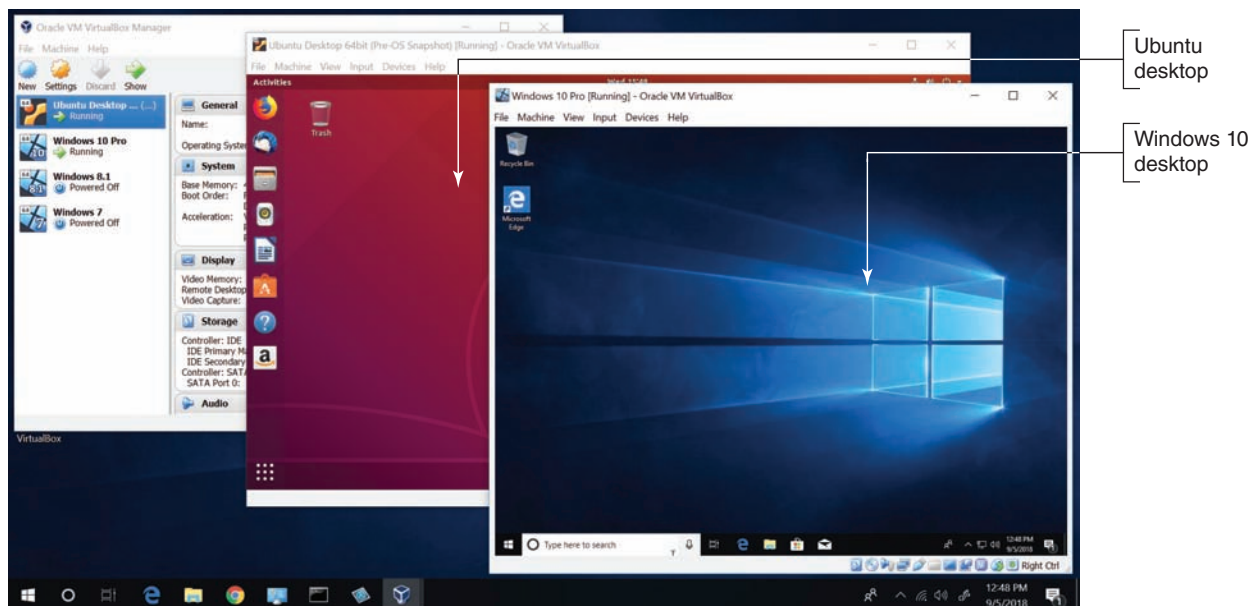 Oracle VM VirtualBox Manager
File Machine Help
New Settings Discard Show
Ubuntu Desktop ... (...)
Running
Windows 10 Pro
Running
Windows 8.1
Powered Off
Windows 7
Powered Off
General
Name:
Operating Syste
System
Base Memory:
Boot Order:
Acceleration:
Display
Video Memory:
Remote Desktop
Video Capture:
Storage
Controller: IDE
IDE Primary Ma
IDE Secondary
Controller: SATA
SATA Port 0:
Audio
VirtualBox
Ubuntu Desktop 64bit (Pre-OS Snapshot) [Running] - Oracle VM VirtualBox
File Machine View Input Devices Help
Activities
Wed 15:48
Trash
Windows 10 Pro [Running] - Oracle VM VirtualBox
File Machine View Input Devices Help
Recycle Bin
Microsoft
Edge
Type here to search
12:48 PM
9/5/2018
Right Ctrl
12:48 PM
9/5/2018
Ubuntu
desktop
Windows 10
desktop